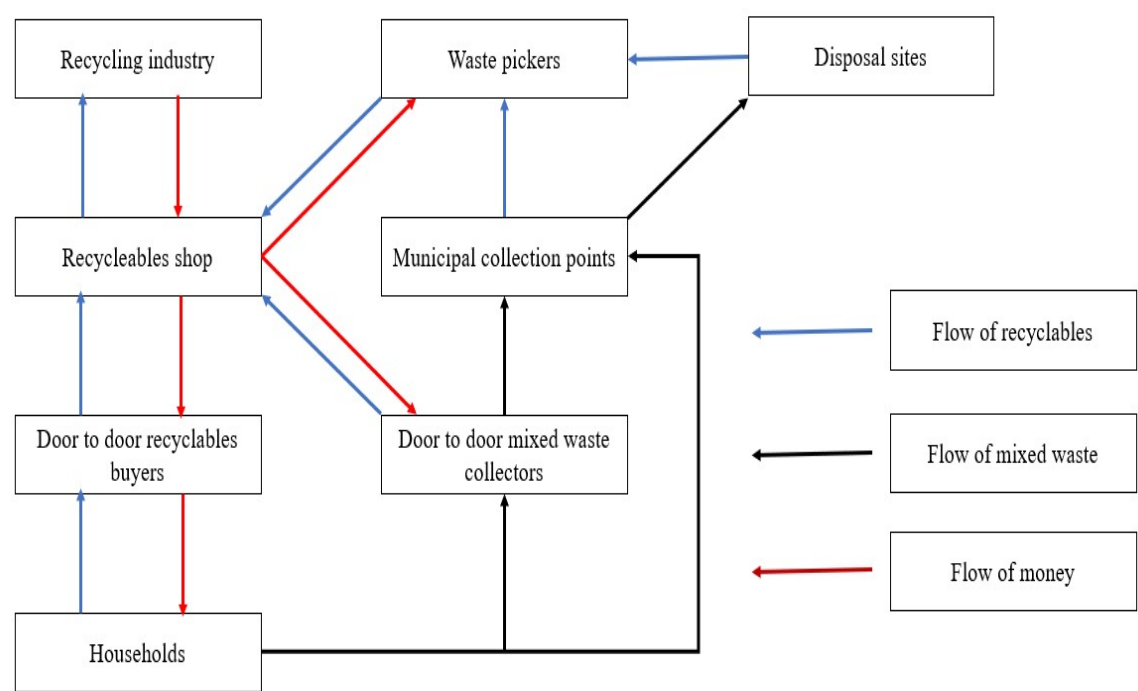 Recycling industry
Waste pickers
Disposal sites
Recycleables shop
Municipal collection points
Flow of recyclables
Door to door recyclables
buyers
Door to door mixed waste
collectors
Flow of mixed waste
Flow of money
Households